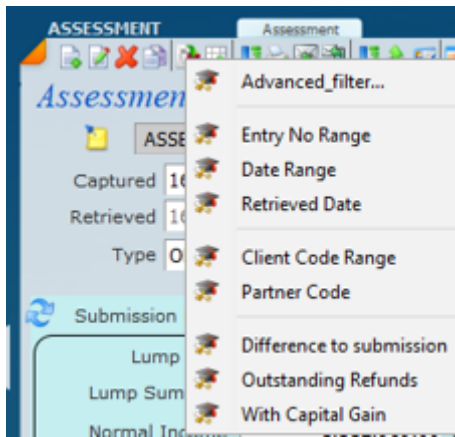 ASSESSMENT
Assessment
Assessmen
Advanced_filter...
Entry No Range
Captured
Date Range
Retrieved
Retrieved Date
Type
Client Code Range
Partner Code
Submission
Difference to submission
Lump
Outstanding Refunds
Lump Sum
With Capital Gain